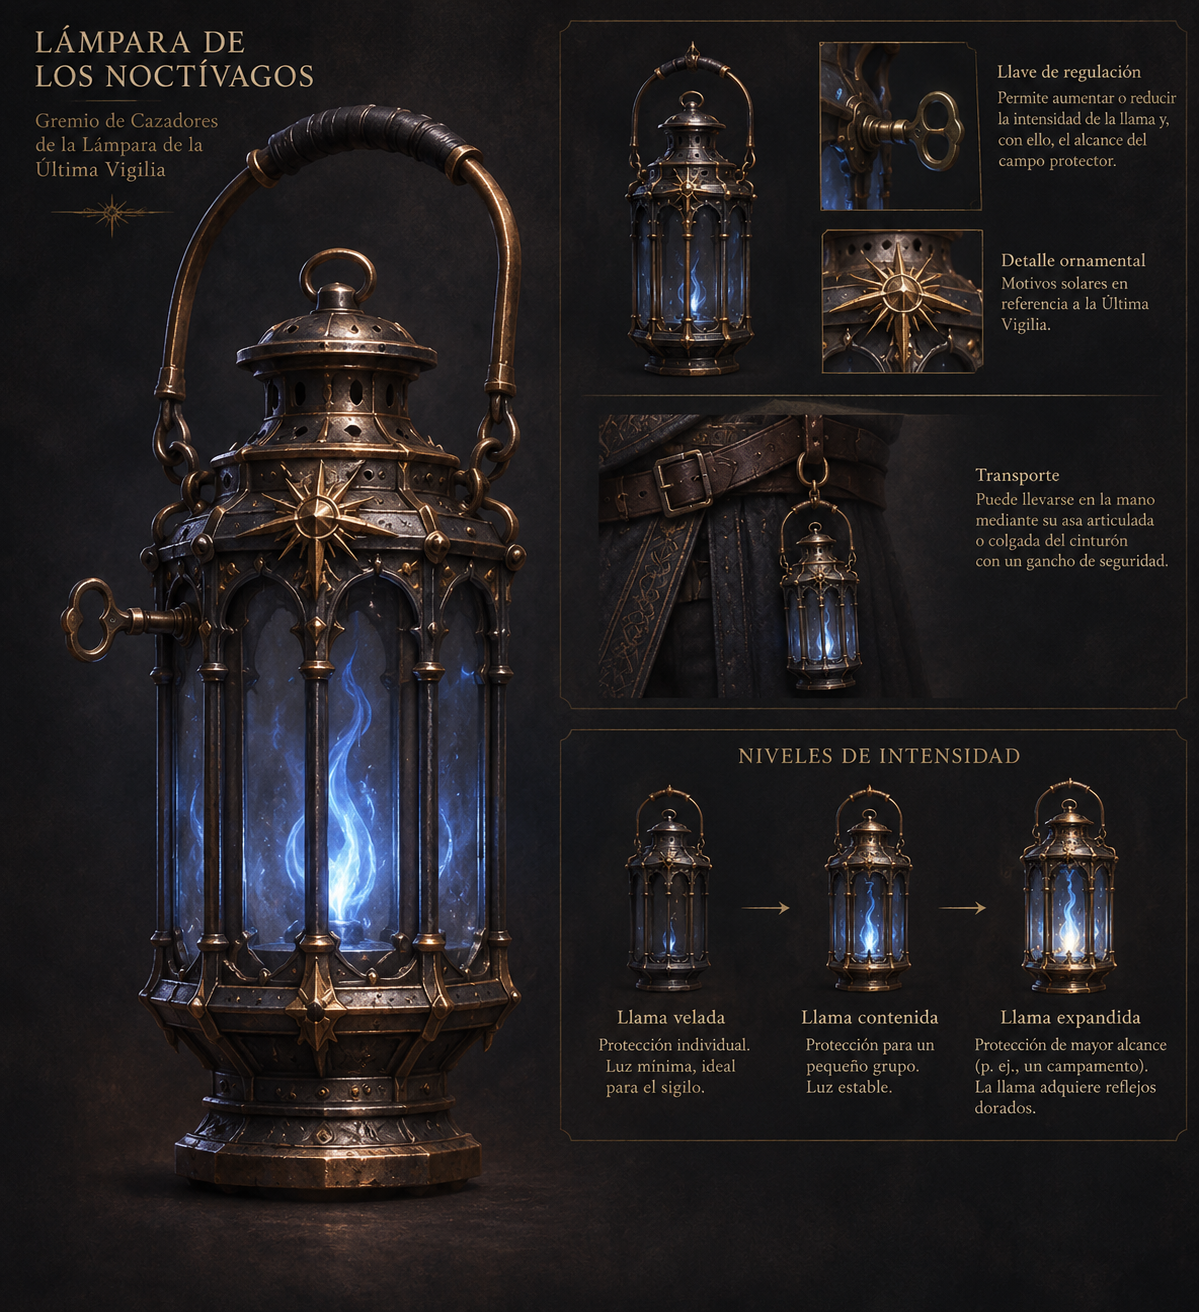 LÁMPARA DE
LOS NOCTÍVAGOS
Gremio de Cazadores
de la Lámpara de la
Última Vigilia
Llave de regulación
Permite aumentar o reducir
la intensidad de la llama y,
con ello, el alcance del
campo protector.
Detalle ornamental
Motivos solares en
referencia a la Última
Vigilia.
Transporte
Puede llevarse en la mano
mediante su asa articulada
o colgada del cinturón
con un gancho de seguridad.
NIVELES DE INTENSIDAD
Llama velada
Protección individual.
Luz mínima, ideal
para el sigilo.
Llama contenida
Protección para un
pequeño grupo.
Luz estable.
Llama expandida
Protección de mayor alcance
(p. ej., un campamento).
La llama adquiere reflejos
dorados.